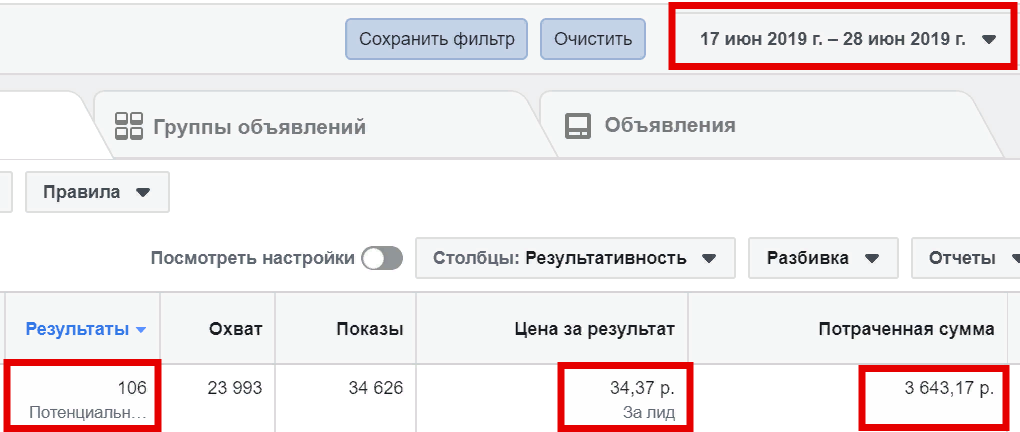 Сохранить фильтр Очистить 17 июн 2019 г. – 28 июн 2019 г.
Группы объявлений Объявления
Правила
Посмотреть настройки Столбцы: Результативность Разбивка Отчеты
Результаты Охват Показы Цена за результат Потраченная сумма
106 23 993 34 626 34,37 р. 3 643,17 р.
Потенциальн... За лид